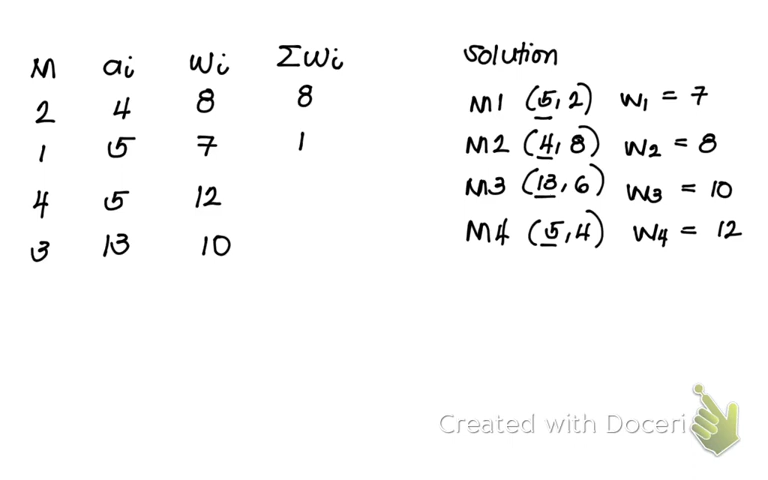 M ai Wi ΣWi
2 4 8 8
1 5 7 1
4 5 12
3 13 10
Solution
M1 (5, 2) W1 = 7
M2 (4, 8) W2 = 8
M3 (13, 6) W3 = 10
M4 (5, 4) W4 = 12
Created with Doceri